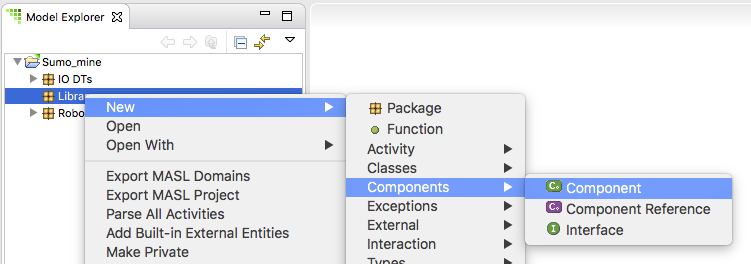 Model Explorer
Sumo_mine
IO DTs
Libra
Robo
New
Open
Open With
Export MASL Domains
Export MASL Project
Parse All Activities
Add Built-in External Entities
Make Private
Package
Function
Activity
Classes
Components
Exceptions
External
Interaction
Types
Component
Component Reference
Interface